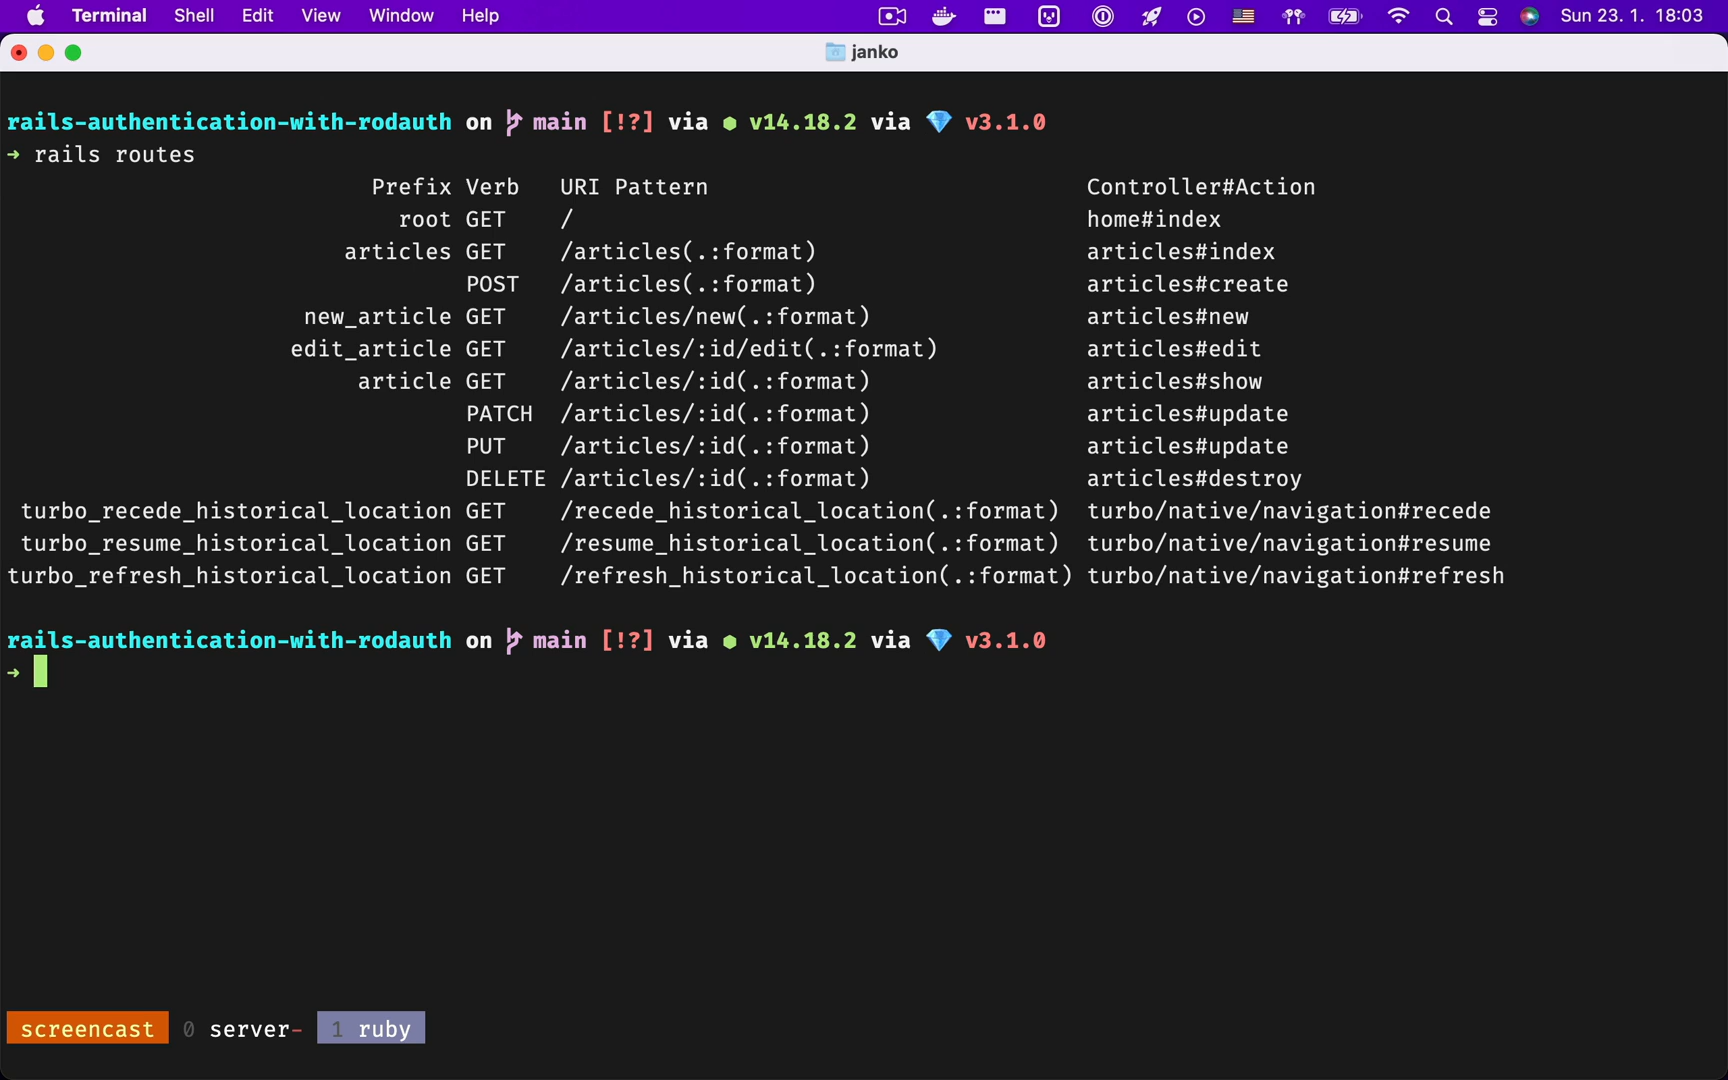 Terminal Shell Edit View Window Help Sun 23. 1. 18:03
janko
rails-authentication-with-rodauth on main [!?] via v14.18.2 via v3.1.0
→ rails routes
Prefix Verb URI Pattern Controller#Action
root GET / home#index
articles GET /articles(.:format) articles#index
POST /articles(.:format) articles#create
new_article GET /articles/new(.:format) articles#new
edit_article GET /articles/:id/edit(.:format) articles#edit
article GET /articles/:id(.:format) articles#show
PATCH /articles/:id(.:format) articles#update
PUT /articles/:id(.:format) articles#update
DELETE /articles/:id(.:format) articles#destroy
turbo_recede_historical_location GET /recede_historical_location(.:format) turbo/native/navigation#recede
turbo_resume_historical_location GET /resume_historical_location(.:format) turbo/native/navigation#resume
turbo_refresh_historical_location GET /refresh_historical_location(.:format) turbo/native/navigation#refresh
rails-authentication-with-rodauth on main [!?] via v14.18.2 via v3.1.0
→
screencast 0 server- 1 ruby